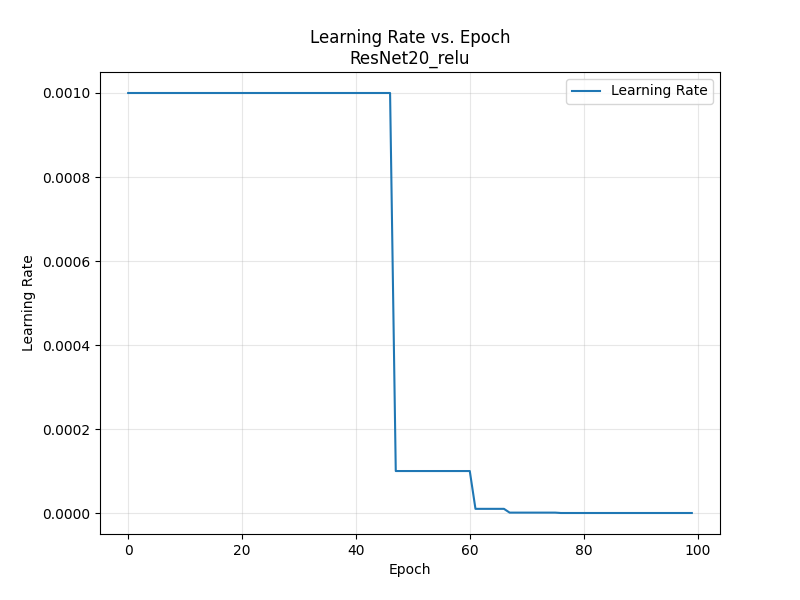 Learning Rate vs. Epoch
ResNet20_relu
Learning Rate
0.0010
0.0008
0.0006
0.0004
0.0002
0.0000
Learning Rate
0
20
40
60
80
100
Epoch